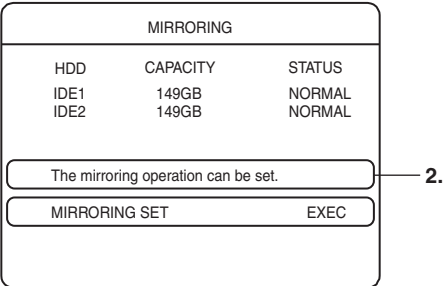 MIRRORING
HDD CAPACITY STATUS
IDE1 149GB NORMAL
IDE2 149GB NORMAL
The mirroring operation can be set.
2.
MIRRORING SET EXEC